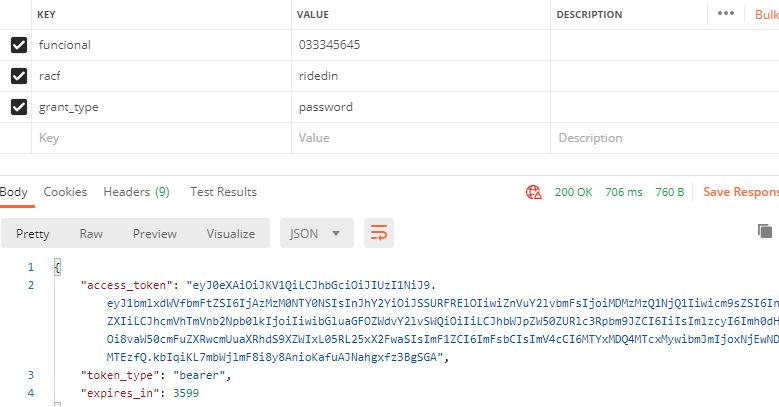 KEY VALUE DESCRIPTION ••• Bulk
funcional 033345645
racf ridedin
grant_type password
Key Value Description
Body Cookies Headers (9) Test Results 200 OK 706 ms 760 B Save Respons
Pretty Raw Preview Visualize JSON
1 {
2 "access_token": "eyJ0eXAiOiJKV1QiLCJhbGciOiJIUzI1NiJ9.
eyJ1bmlxdWVfbmFtZSI6IjAzMzM0NTY0NSIsInJhY2YiOiJSSURFRElOIiwiZnVuY2lvbmFsIjoiMDMzMzQ1NjQ1Iiwicm9sZSI6In
ZXIiLCJhcmVhTmVnb2Npb0lkIjoiIiwibGluaGFOZWdvY2lvSWQiOiIiLCJhbWJpZW50ZURlc3Rpbm9JZCI6IiIsImlzcyI6Imh0dH
Oi8vaW50cmFuZXRwcmUuaXRhdS9XZWIxL05RL25xX2FwaSIsImF1ZCI6ImFsbCIsImV4cCI6MTYxMDQ4MTcxMywibmJmIjoxNjEwND
MTEzfQ.kbIqiKL7mbWjlmF8i8y8AnioKafuAJNahgxfz3BgSGA",
3 "token_type": "bearer",
4 "expires_in": 3599